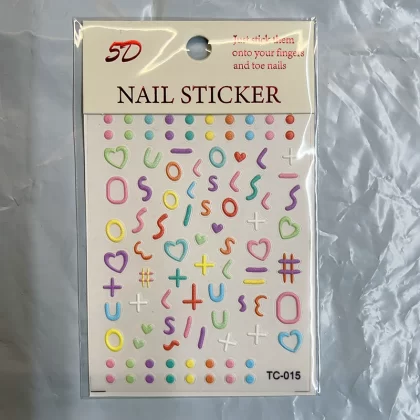 5D
Just stick them
onto your fingers
and toe nails
NAIL STICKER
TC-015